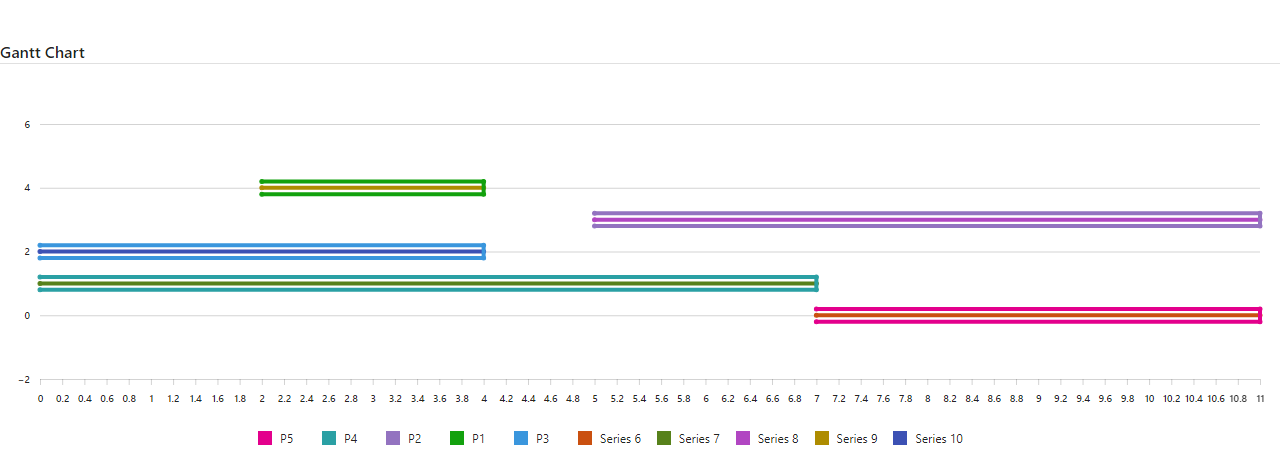 Gantt Chart
6
4
2
0
−2
0 0.2 0.4 0.6 0.8 1 1.2 1.4 1.6 1.8 2 2.2 2.4 2.6 2.8 3 3.2 3.4 3.6 3.8 4 4.2 4.4 4.6 4.8 5 5.2 5.4 5.6 5.8 6 6.2 6.4 6.6 6.8 7 7.2 7.4 7.6 7.8 8 8.2 8.4 8.6 8.8 9 9.2 9.4 9.6 9.8 10 10.2 10.4 10.6 10.8 11
P5 P4 P2 P1 P3 Series 6 Series 7 Series 8 Series 9 Series 10